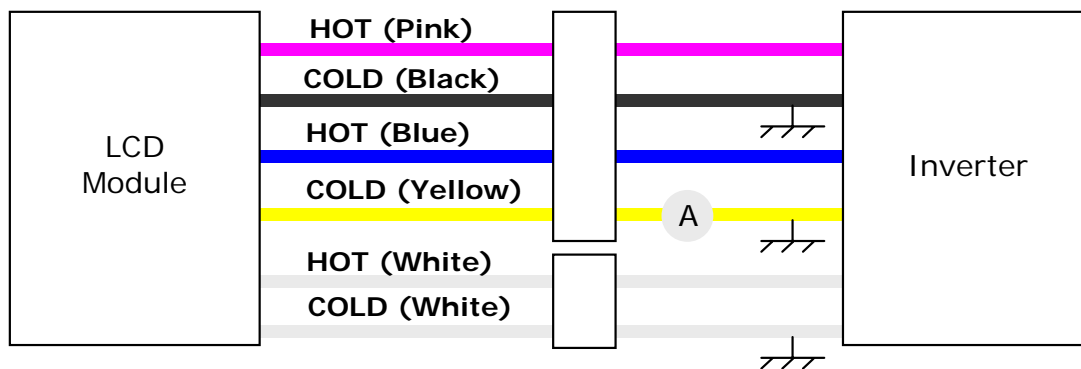 HOT (Pink)
COLD (Black)
HOT (Blue)
LCD
Module
Inverter
COLD (Yellow)
A
HOT (White)
COLD (White)